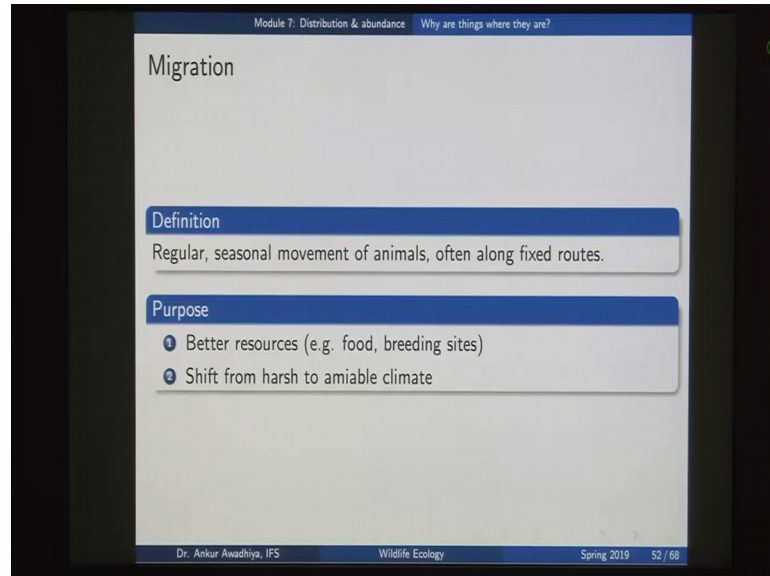 Module 7: Distribution & abundance Why are things where they are?
Migration
Definition
Regular, seasonal movement of animals, often along fixed routes.
Purpose
1 Better resources (e.g. food, breeding sites)
2 Shift from harsh to amiable climate
Dr. Ankur Awadhiya, IFS Wildlife Ecology Spring 2019 52 / 68